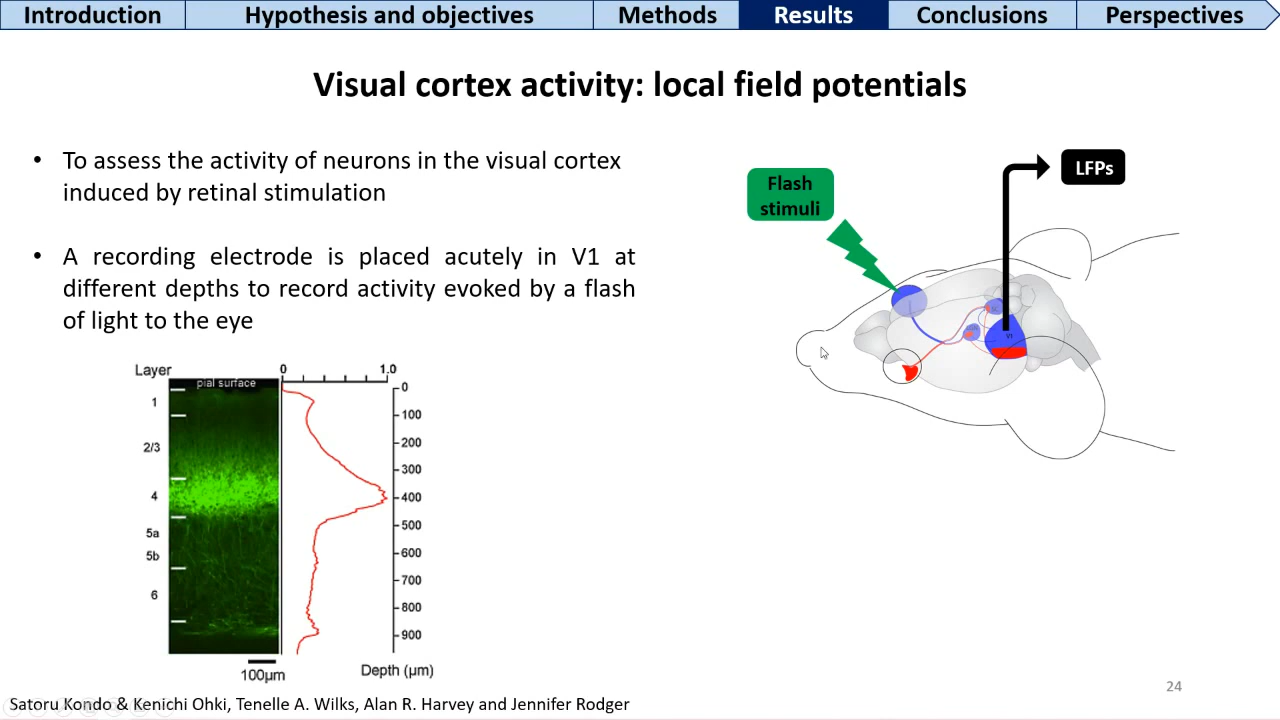 Introduction
Hypothesis and objectives
Methods
Results
Conclusions
Perspectives
Visual cortex activity: local field potentials
• To assess the activity of neurons in the visual cortex
induced by retinal stimulation
• A recording electrode is placed acutely in V1 at
different depths to record activity evoked by a flash
of light to the eye
Flash
stimuli
LFPs
V1
Layer
pial surface
1
2/3
4
5a
5b
6
0
1.0
0
100
200
300
400
500
600
700
800
900
100µm
Depth (µm)
24
Satoru Kondo & Kenichi Ohki, Tenelle A. Wilks, Alan R. Harvey and Jennifer Rodger